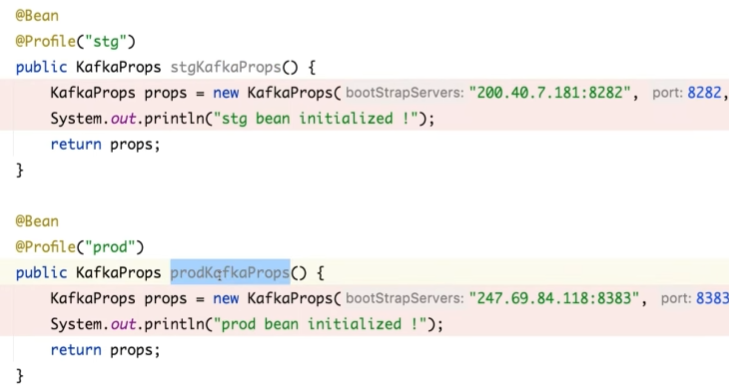 @Bean
@Profile("stg")
public KafkaProps stgKafkaProps() {
KafkaProps props = new KafkaProps( bootStrapServers: "200.40.7.181:8282", port: 8282,
System.out.println("stg bean initialized !");
return props;
}
@Bean
@Profile("prod")
public KafkaProps prodKafkaProps() {
KafkaProps props = new KafkaProps( bootStrapServers: "247.69.84.118:8383", port: 8383
System.out.println("prod bean initialized !");
return props;
}